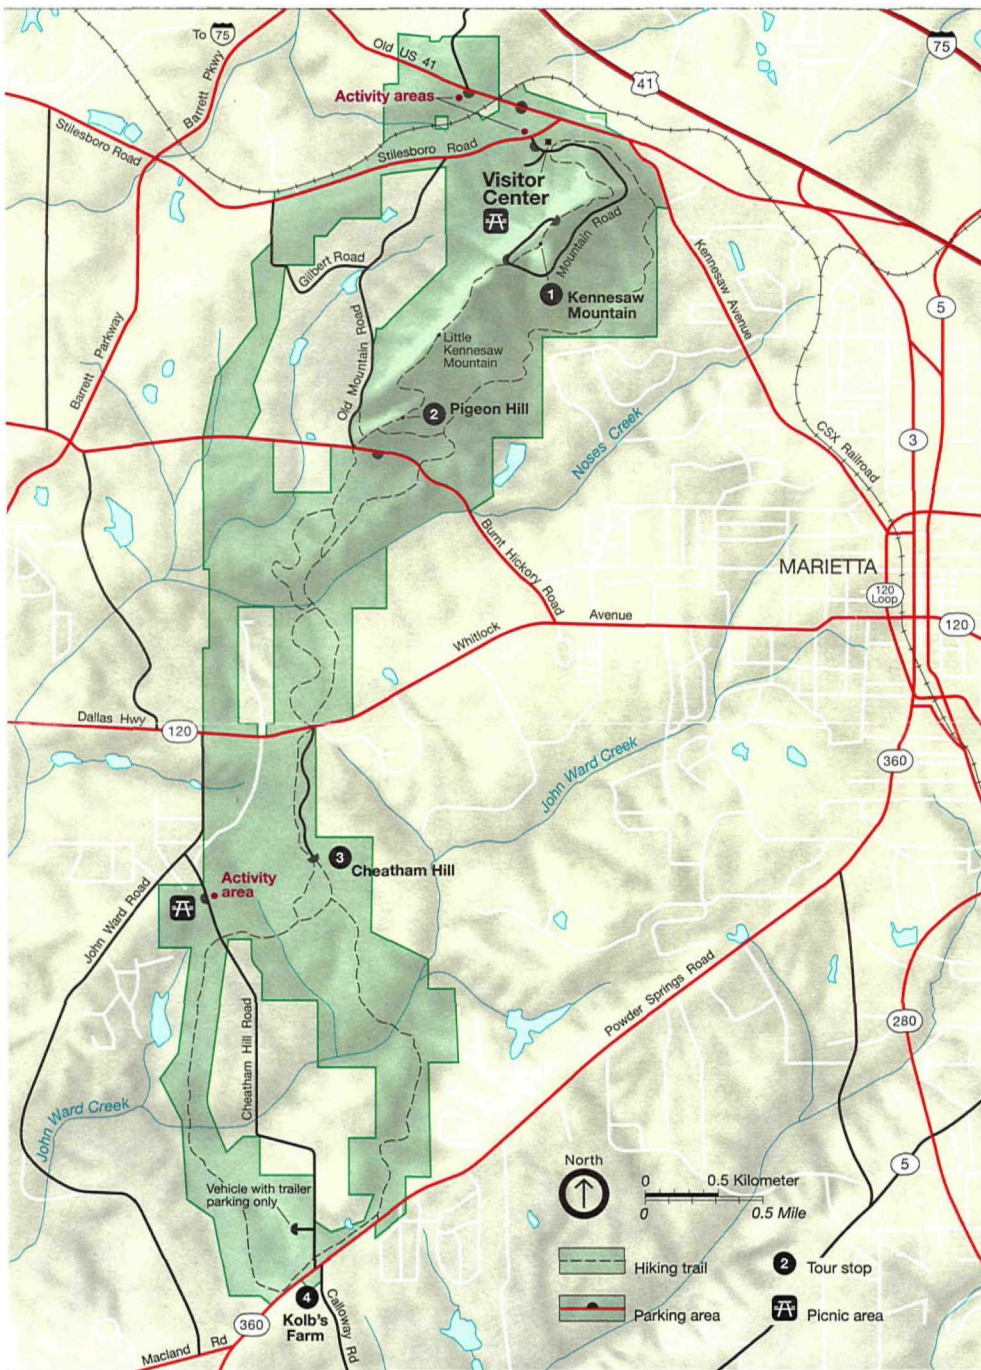 To 75
Barrett Pkwy
Old US 41
75
41
Activity areas
Stilesboro Road
Stilesboro Road
Visitor
Center
Mountain Road
1
Kennesaw
Mountain
Gilbert Road
Old Mountain Road
Little
Kennesaw
Mountain
Kennesaw Avenue
5
Barrett Parkway
2 Pigeon Hill
Noses Creek
CSX Railroad
3
Burnt Hickory Road
MARIETTA
120
Loop
120
Whitlock Avenue
Dallas Hwy
120
John Ward Creek
360
3 Cheatham Hill
Activity
area
John Ward Road
Cheatham Hill Road
Powder Springs Road
280
John Ward Creek
5
Vehicle with trailer
parking only
4
Kolb's
Farm
Calloway Rd
360
Macland Rd
North
0 0.5 Kilometer
0 0.5 Mile
Hiking trail
2 Tour stop
Parking area
Picnic area